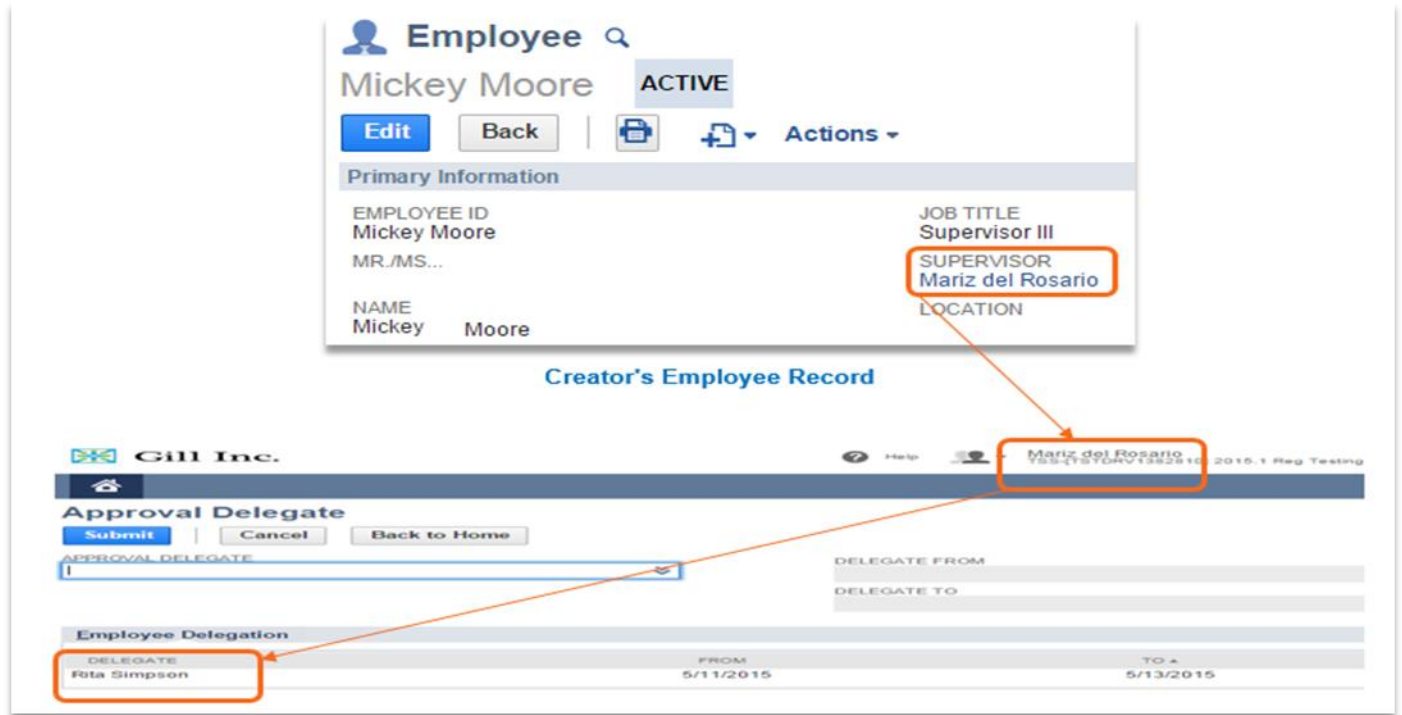 Employee
Mickey Moore ACTIVE
Edit Back Actions
Primary Information
EMPLOYEE ID JOB TITLE
Mickey Moore Supervisor III
MR./MS... SUPERVISOR
Mariz del Rosario
NAME LOCATION
Mickey Moore
Creator's Employee Record
Gill Inc. Help Mariz del Rosario
2015.1 Reg Testing
Approval Delegate
Submit Cancel Back to Home
APPROVAL DELEGATE DELEGATE FROM
DELEGATE TO
Employee Delegation
DELEGATE FROM TO
Rita Simpson 5/11/2015 5/13/2015